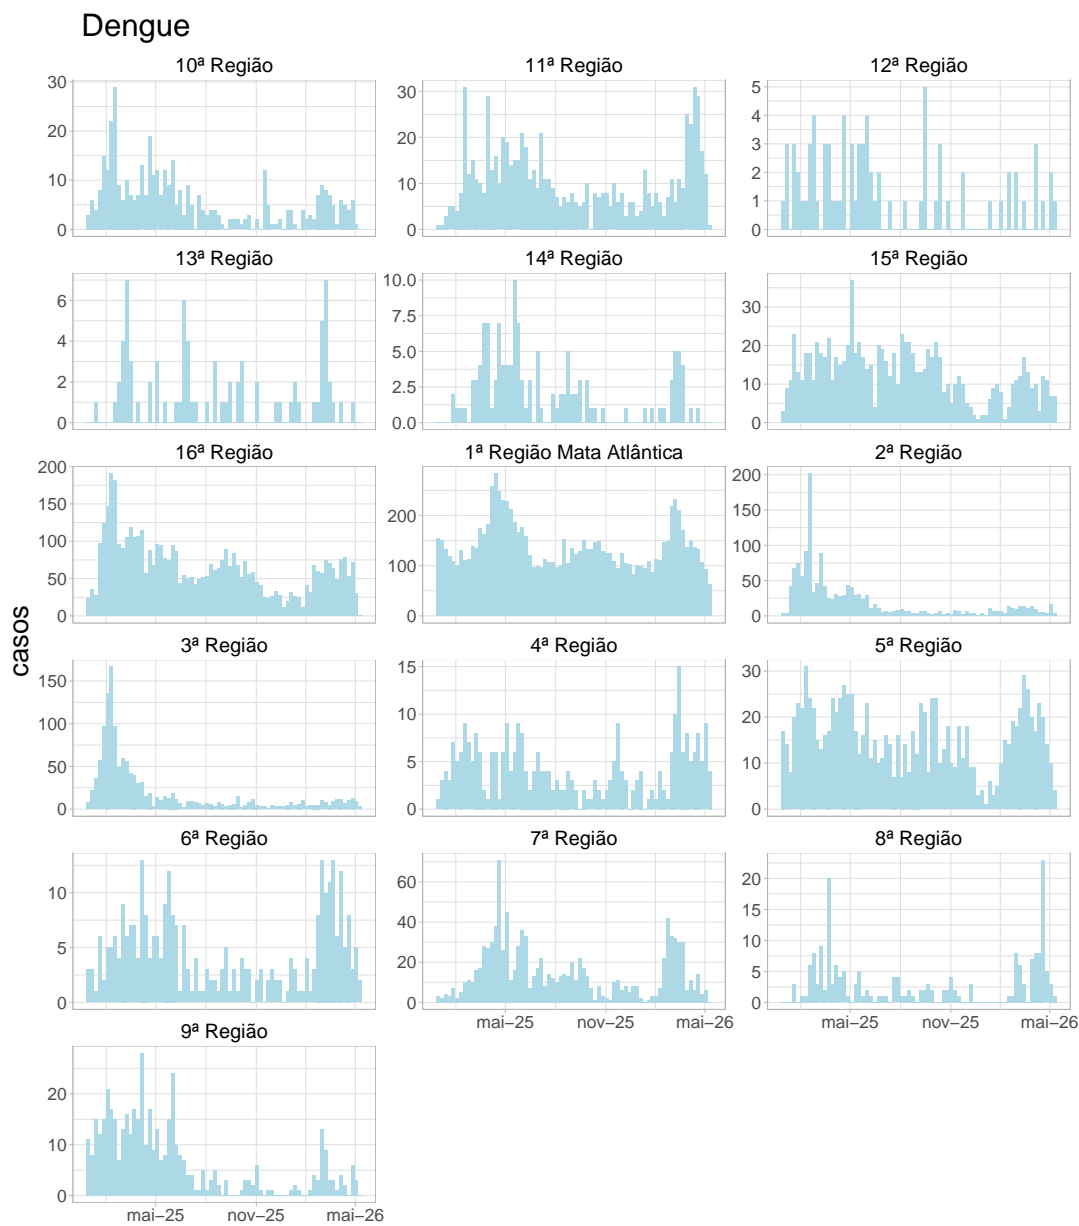 Dengue
10ª Região 11ª Região 12ª Região
30 20 10 0
30 20 10 0
5 4 3 2 1 0
13ª Região 14ª Região 15ª Região
6 4 2 0
10.0 7.5 5.0 2.5 0.0
30 20 10 0
16ª Região 1ª Região Mata Atlântica 2ª Região
200 150 100 50 0
200 100 0
200 150 100 50 0
casos
3ª Região 4ª Região 5ª Região
150 100 50 0
15 10 5 0
30 20 10 0
6ª Região 7ª Região 8ª Região
10 5 0
60 40 20 0
20 15 10 5 0
mai–25 nov–25 mai–26 mai–25 nov–25 mai–26
9ª Região
20 10 0
mai–25 nov–25 mai–26